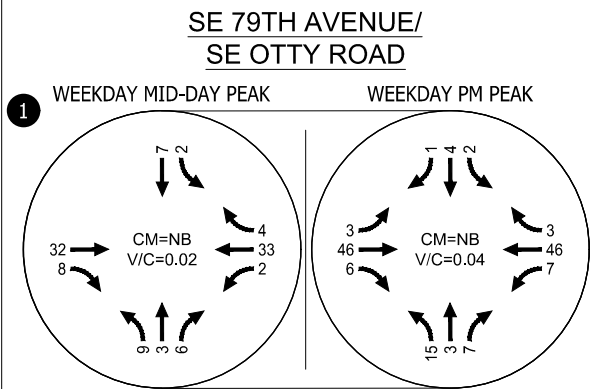 SE 79TH AVENUE/
SE OTTY ROAD
WEEKDAY MID-DAY PEAK
WEEKDAY PM PEAK
1
7 2
4
32 CM=NB 33
8 V/C=0.02 2
9 3 6
1 4 2
3 3
46 CM=NB 46
6 V/C=0.04 7
15 3 7